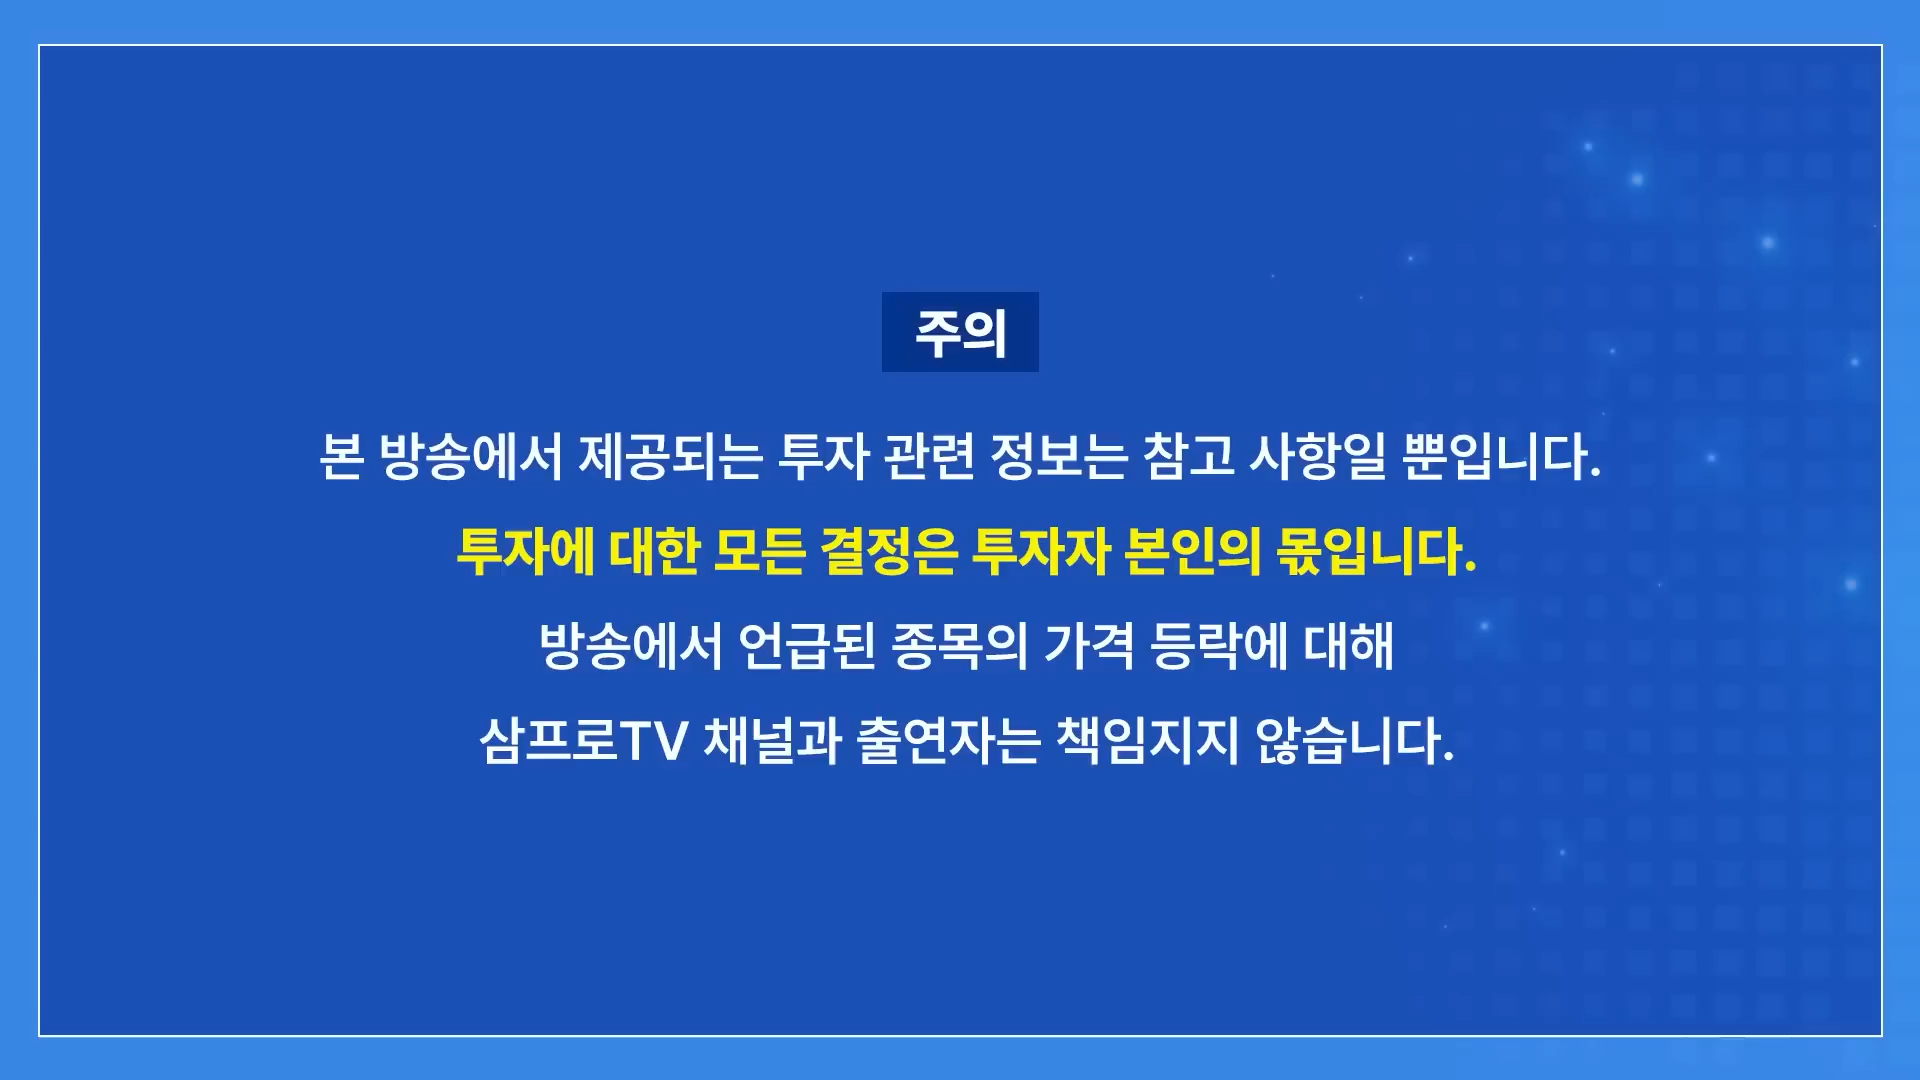 주의
본 방송에서 제공되는 투자 관련 정보는 참고 사항일 뿐입니다.
투자에 대한 모든 결정은 투자자 본인의 몫입니다.
방송에서 언급된 종목의 가격 등락에 대해
삼프로TV 채널과 출연자는 책임지지 않습니다.